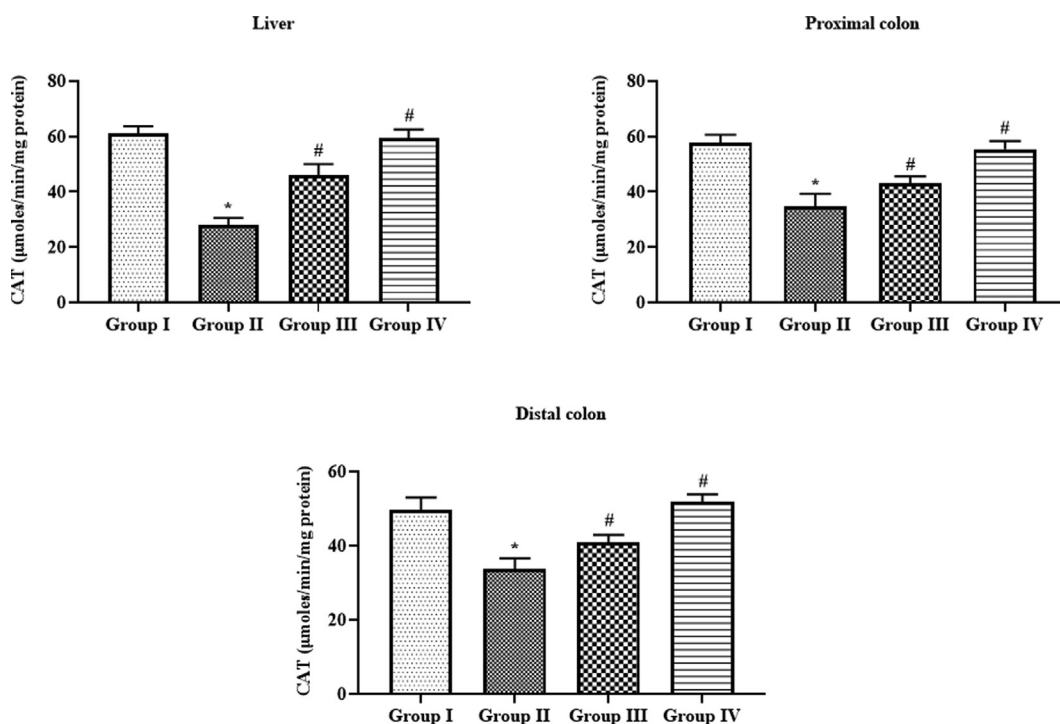 Liver
CAT (µmoles/min/mg protein)
80
60
40
20
0
*
#
#
Group I Group II Group III Group IV
Proximal colon
CAT (µmoles/min/mg protein)
80
60
40
20
0
*
#
#
Group I Group II Group III Group IV
Distal colon
CAT (µmoles/min/mg protein)
60
40
20
0
*
#
#
Group I Group II Group III Group IV